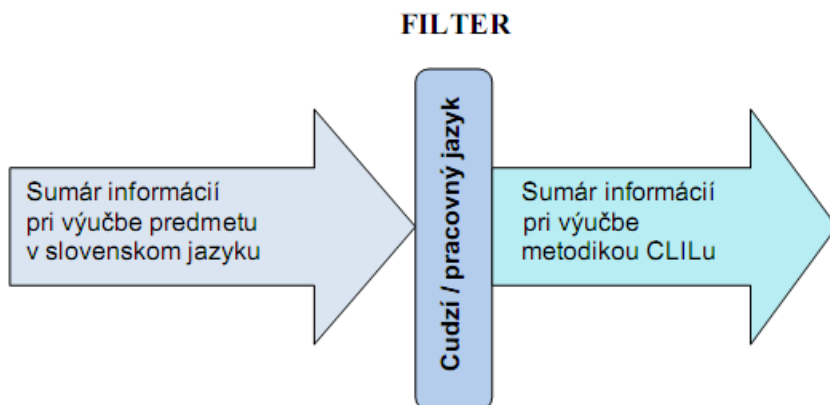 FILTER
Sumár informácií
pri výučbe predmetu
v slovenskom jazyku
Cudzí / pracovný jazyk
Sumár informácií
pri výučbe
metodikou CLILu